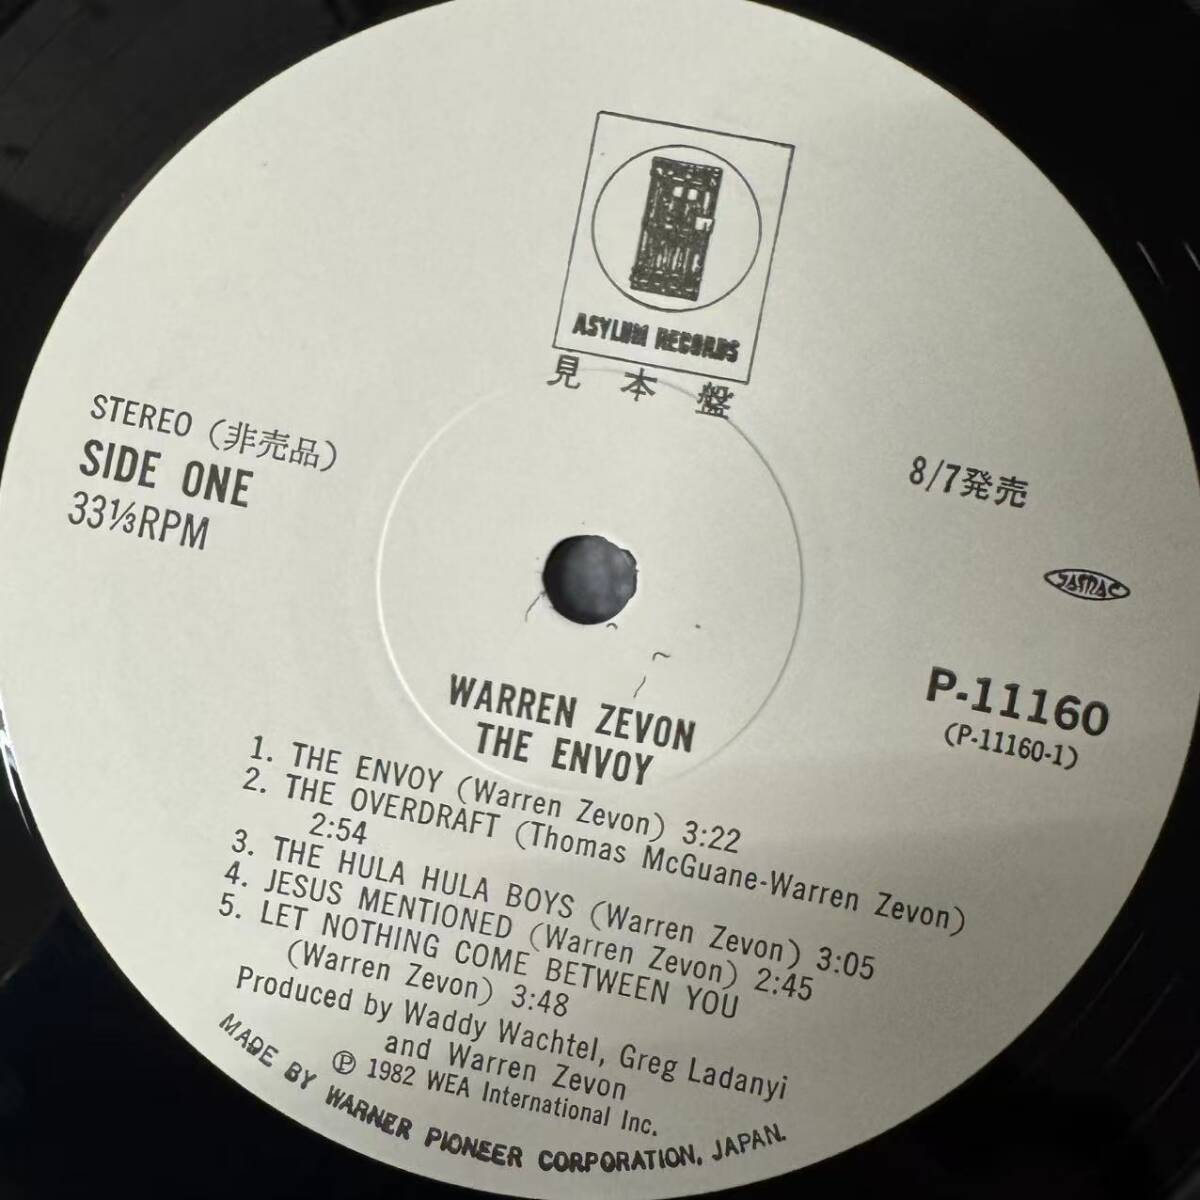 ASYLUM RECORDS
見本盤
STEREO (非売品)
SIDE ONE
33⅓RPM
8/7発売
JASRAC
P-11160
(P-11160-1)
WARREN ZEVON
THE ENVOY
1. THE ENVOY (Warren Zevon) 3:22
2. THE OVERDRAFT (Thomas McGuane-Warren Zevon)
2:54
3. THE HULA HULA BOYS (Warren Zevon) 3:05
4. JESUS MENTIONED (Warren Zevon) 2:45
5. LET NOTHING COME BETWEEN YOU
(Warren Zevon) 3:48
Produced by Waddy Wachtel, Greg Ladanyi
and Warren Zevon
℗ 1982 WEA International Inc.
MADE BY WARNER PIONEER CORPORATION, JAPAN.